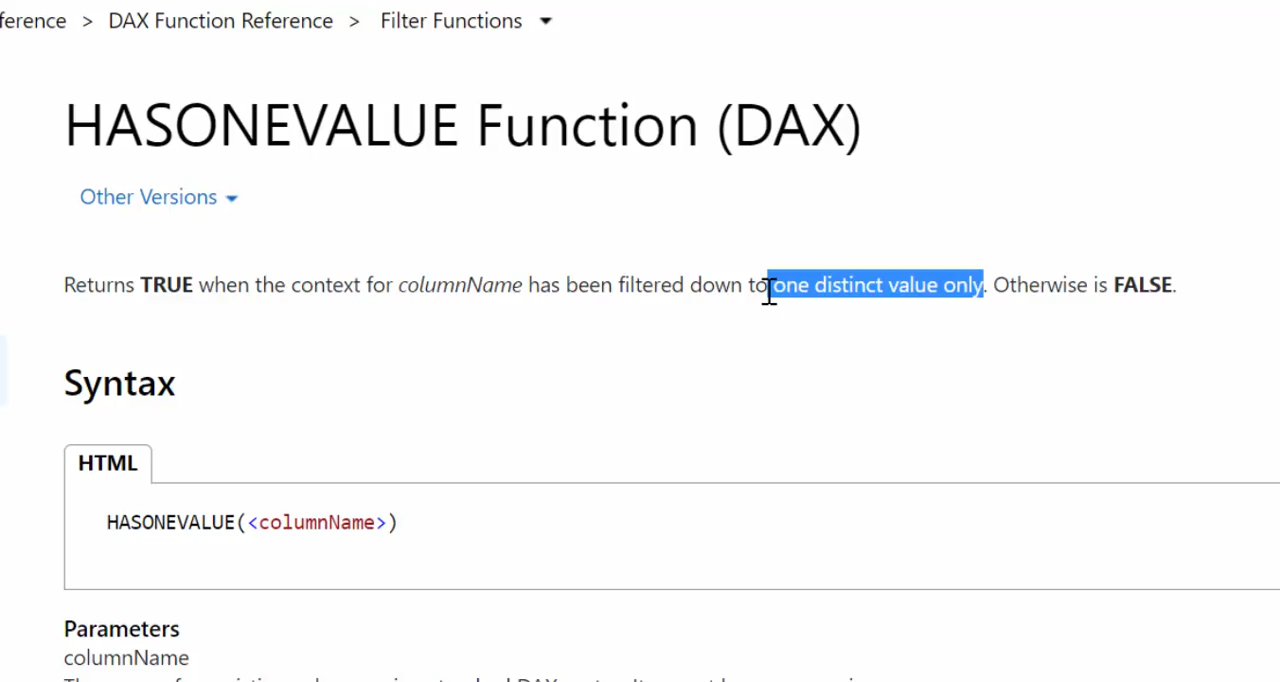 ference > DAX Function Reference > Filter Functions
HASONEVALUE Function (DAX)
Other Versions
Returns TRUE when the context for columnName has been filtered down to one distinct value only. Otherwise is FALSE.
Syntax
HTML
HASONEVALUE(<columnName>)
Parameters
columnName